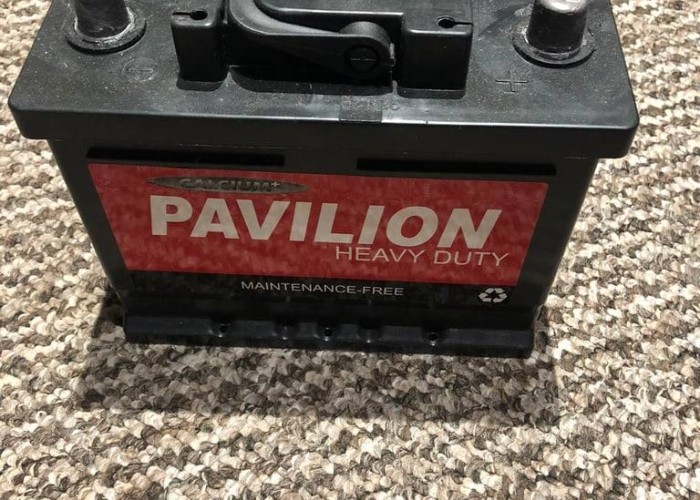 CALCIUM+
PAVILION
HEAVY DUTY
MAINTENANCE-FREE